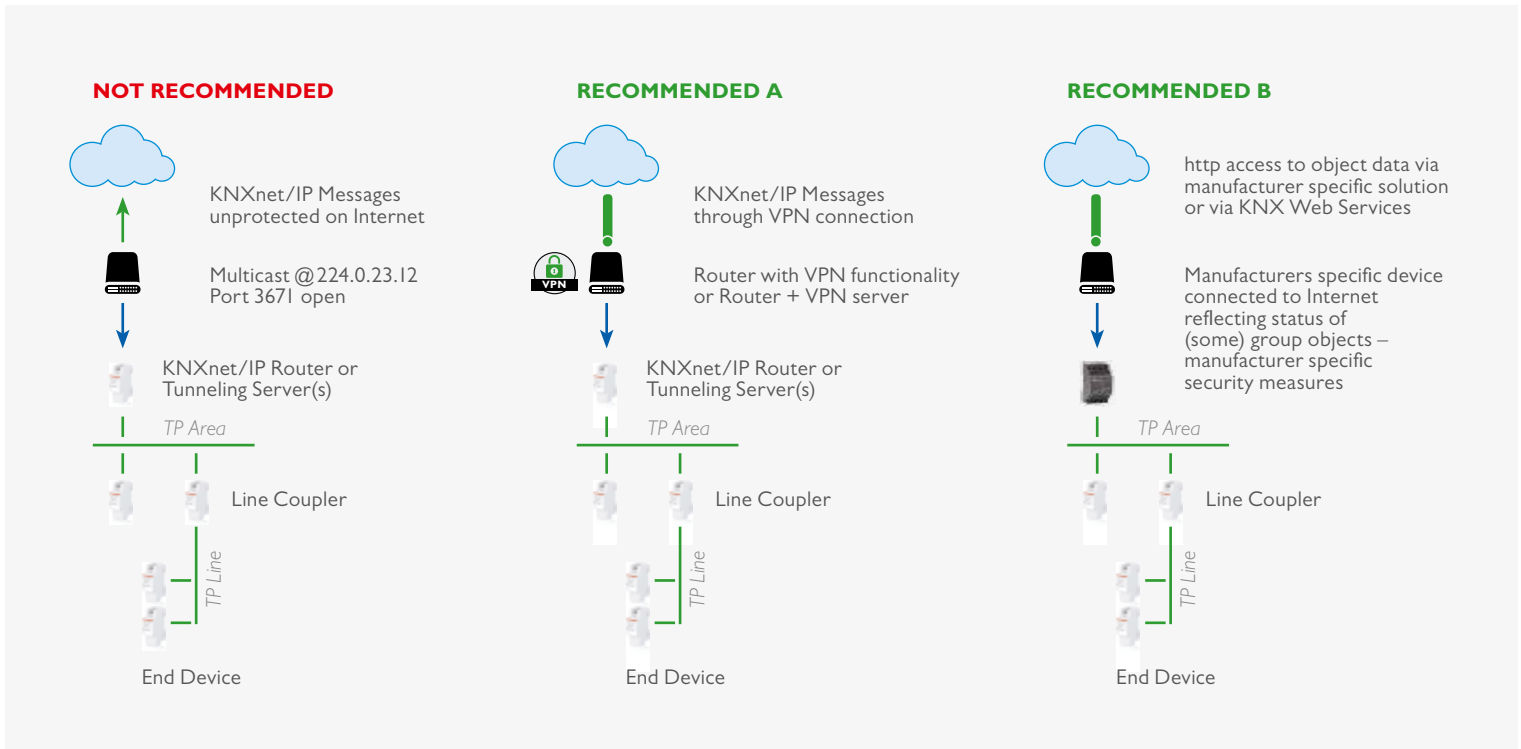 NOT RECOMMENDED
KNXnet/IP Messages
unprotected on Internet
Multicast @ 224.0.23.12
Port 3671 open
KNXnet/IP Router or
Tunneling Server(s)
TP Area
Line Coupler
TP Line
End Device
RECOMMENDED A
KNXnet/IP Messages
through VPN connection
VPN
Router with VPN functionality
or Router + VPN server
KNXnet/IP Router or
Tunneling Server(s)
TP Area
Line Coupler
TP Line
End Device
RECOMMENDED B
http access to object data via
manufacturer specific solution
or via KNX Web Services
Manufacturers specific device
connected to Internet
reflecting status of
(some) group objects –
manufacturer specific
security measures
TP Area
Line Coupler
TP Line
End Device